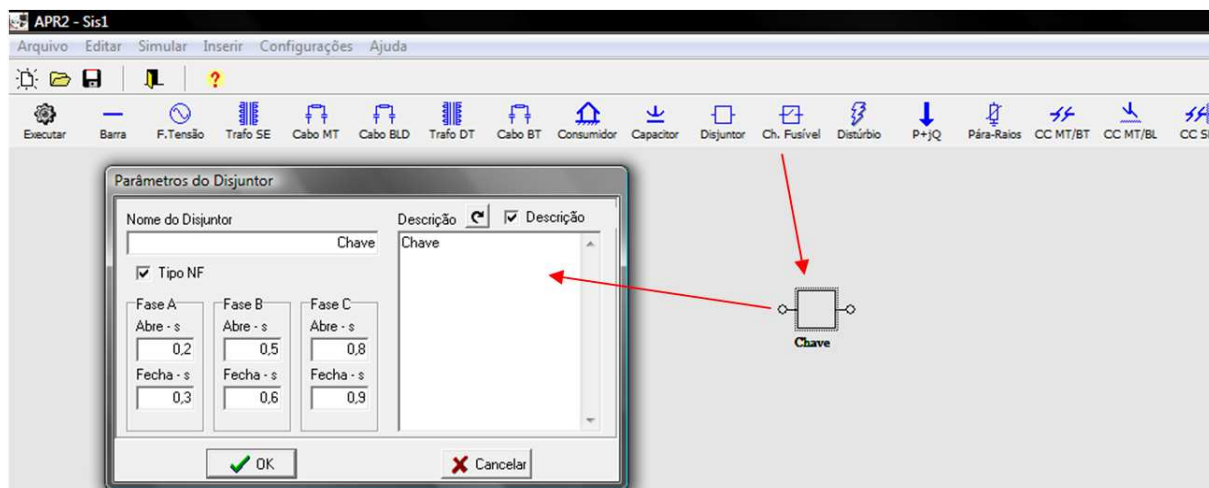 APR2 - Sis1
Arquivo Editar Simular Inserir Configurações Ajuda
?
Executar Barra F.Tensão Trafo SE Cabo MT Cabo BLD Trafo DT Cabo BT Consumidor Capacitor Disjuntor Ch. Fusível Distúrbio P+jQ Pára-Raios CC MT/BT CC MT/BL CC S
Parâmetros do Disjuntor
Nome do Disjuntor Descrição Descrição
Chave Chave
Tipo NF
Fase A Fase B Fase C
Abre - s Abre - s Abre - s
0,2 0,5 0,8
Fecha - s Fecha - s Fecha - s
0,3 0,6 0,9
OK Cancelar
Chave